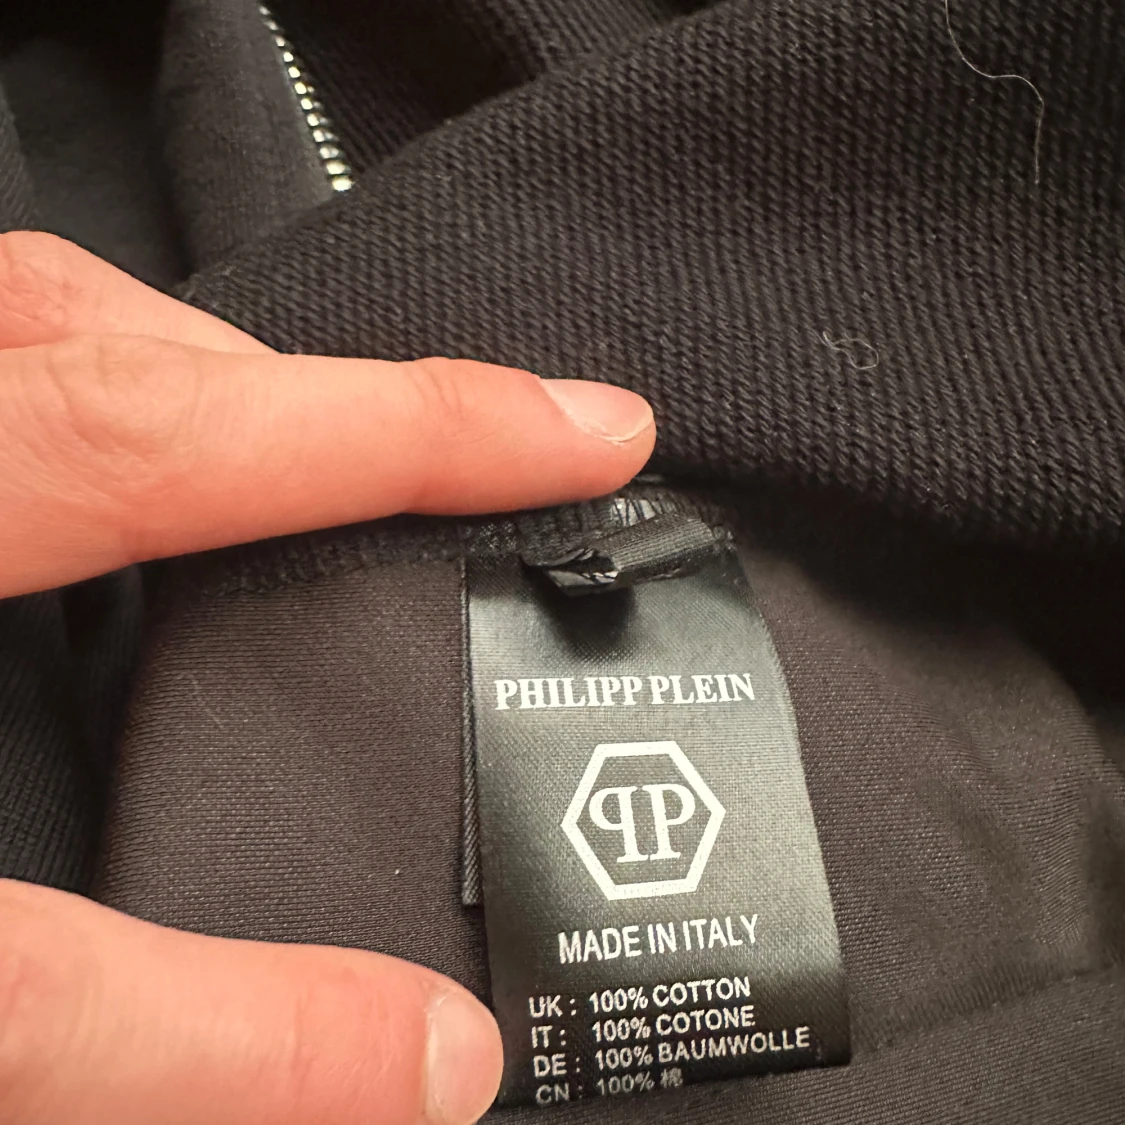 PHILIPP PLEIN
PP
MADE IN ITALY
UK : 100% COTTON
IT : 100% COTONE
DE : 100% BAUMWOLLE
CN : 100% 棉